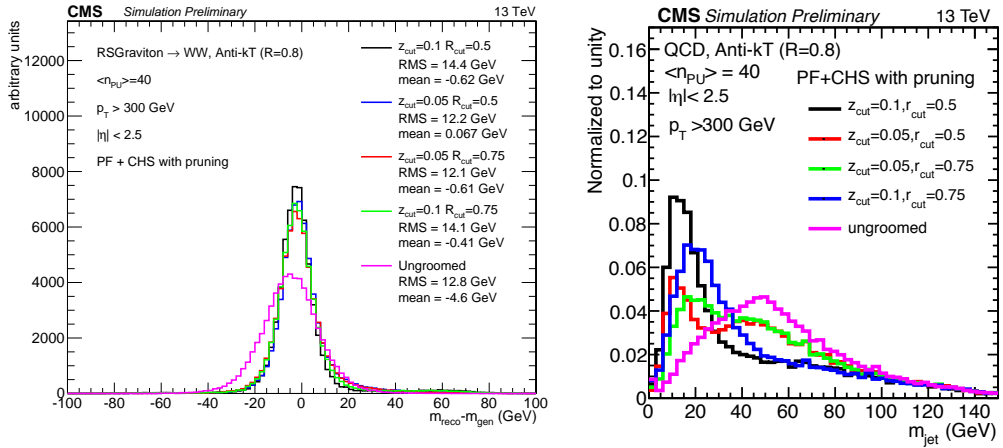 CMS Simulation Preliminary 13 TeV
arbitrary units
12000
10000
8000
6000
4000
2000
0
RSGraviton → WW, Anti-kT (R=0.8)
<n_PU>=40
p_T > 300 GeV
|η| < 2.5
PF + CHS with pruning
z_cut=0.1 R_cut=0.5
RMS = 14.4 GeV
mean = -0.62 GeV
z_cut=0.05 R_cut=0.5
RMS = 12.2 GeV
mean = 0.067 GeV
z_cut=0.05 R_cut=0.75
RMS = 12.1 GeV
mean = -0.61 GeV
z_cut=0.1 R_cut=0.75
RMS = 14.1 GeV
mean = -0.41 GeV
Ungroomed
RMS = 12.8 GeV
mean = -4.6 GeV
-100 -80 -60 -40 -20 0 20 40 60 80 100
m_reco-m_gen (GeV)
CMS Simulation Preliminary 13 TeV
Normalized to unity
0.16
0.14
0.12
0.1
0.08
0.06
0.04
0.02
0
QCD, Anti-kT (R=0.8)
<n_PU> = 40
|η|< 2.5
p_T >300 GeV
PF+CHS with pruning
z_cut=0.1,r_cut=0.5
z_cut=0.05,r_cut=0.5
z_cut=0.05,r_cut=0.75
z_cut=0.1,r_cut=0.75
ungroomed
0 20 40 60 80 100 120 140
m_jet (GeV)